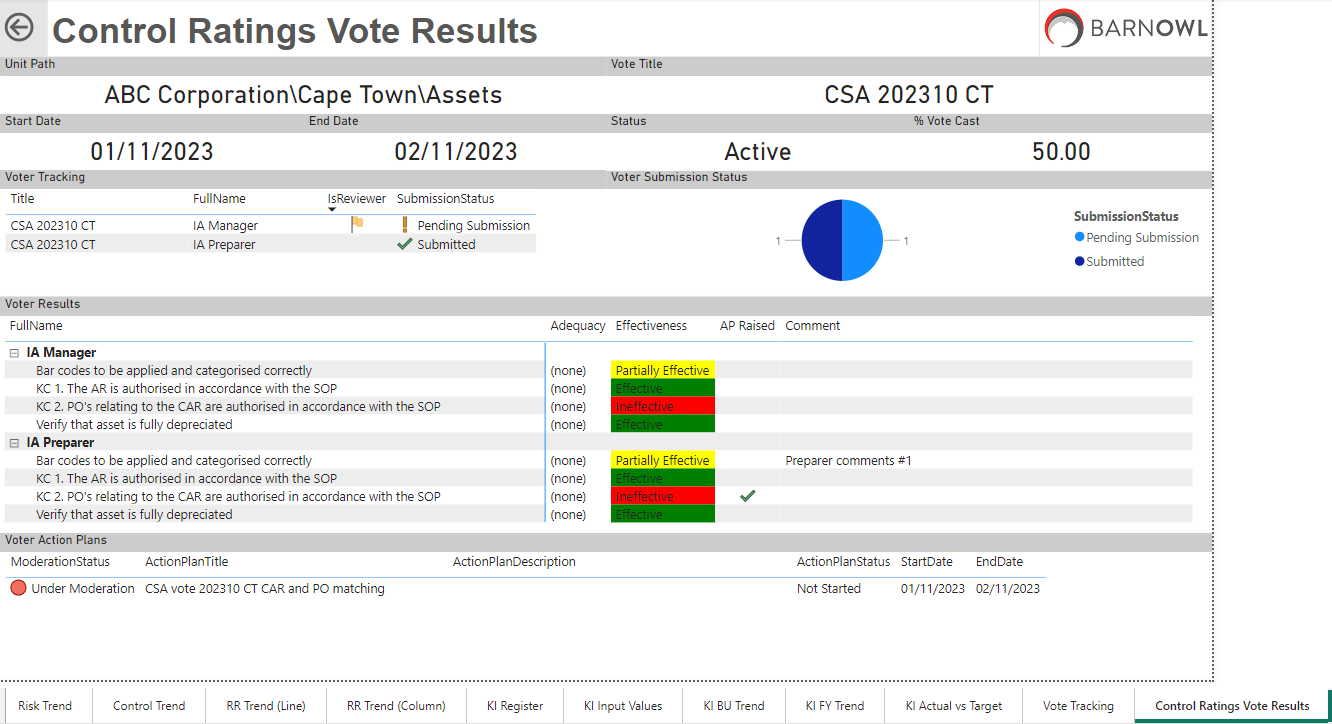 Control Ratings Vote Results
BARNOWL
Unit Path Vote Title
ABC Corporation\Cape Town\Assets CSA 202310 CT
Start Date End Date Status % Vote Cast
01/11/2023 02/11/2023 Active 50.00
Voter Tracking Voter Submission Status
Title FullName IsReviewer SubmissionStatus
CSA 202310 CT IA Manager Pending Submission
CSA 202310 CT IA Preparer Submitted
1 1
SubmissionStatus
Pending Submission
Submitted
Voter Results
FullName Adequacy Effectiveness AP Raised Comment
IA Manager
Bar codes to be applied and categorised correctly (none) Partially Effective
KC 1. The AR is authorised in accordance with the SOP (none) Effective
KC 2. PO's relating to the CAR are authorised in accordance with the SOP (none) Ineffective
Verify that asset is fully depreciated (none) Effective
IA Preparer
Bar codes to be applied and categorised correctly (none) Partially Effective Preparer comments #1
KC 1. The AR is authorised in accordance with the SOP (none) Effective
KC 2. PO's relating to the CAR are authorised in accordance with the SOP (none) Ineffective
Verify that asset is fully depreciated (none) Effective
Voter Action Plans
ModerationStatus ActionPlanTitle ActionPlanDescription ActionPlanStatus StartDate EndDate
Under Moderation CSA vote 202310 CT CAR and PO matching Not Started 01/11/2023 02/11/2023
Risk Trend Control Trend RR Trend (Line) RR Trend (Column) KI Register KI Input Values KI BU Trend KI FY Trend KI Actual vs Target Vote Tracking Control Ratings Vote Results